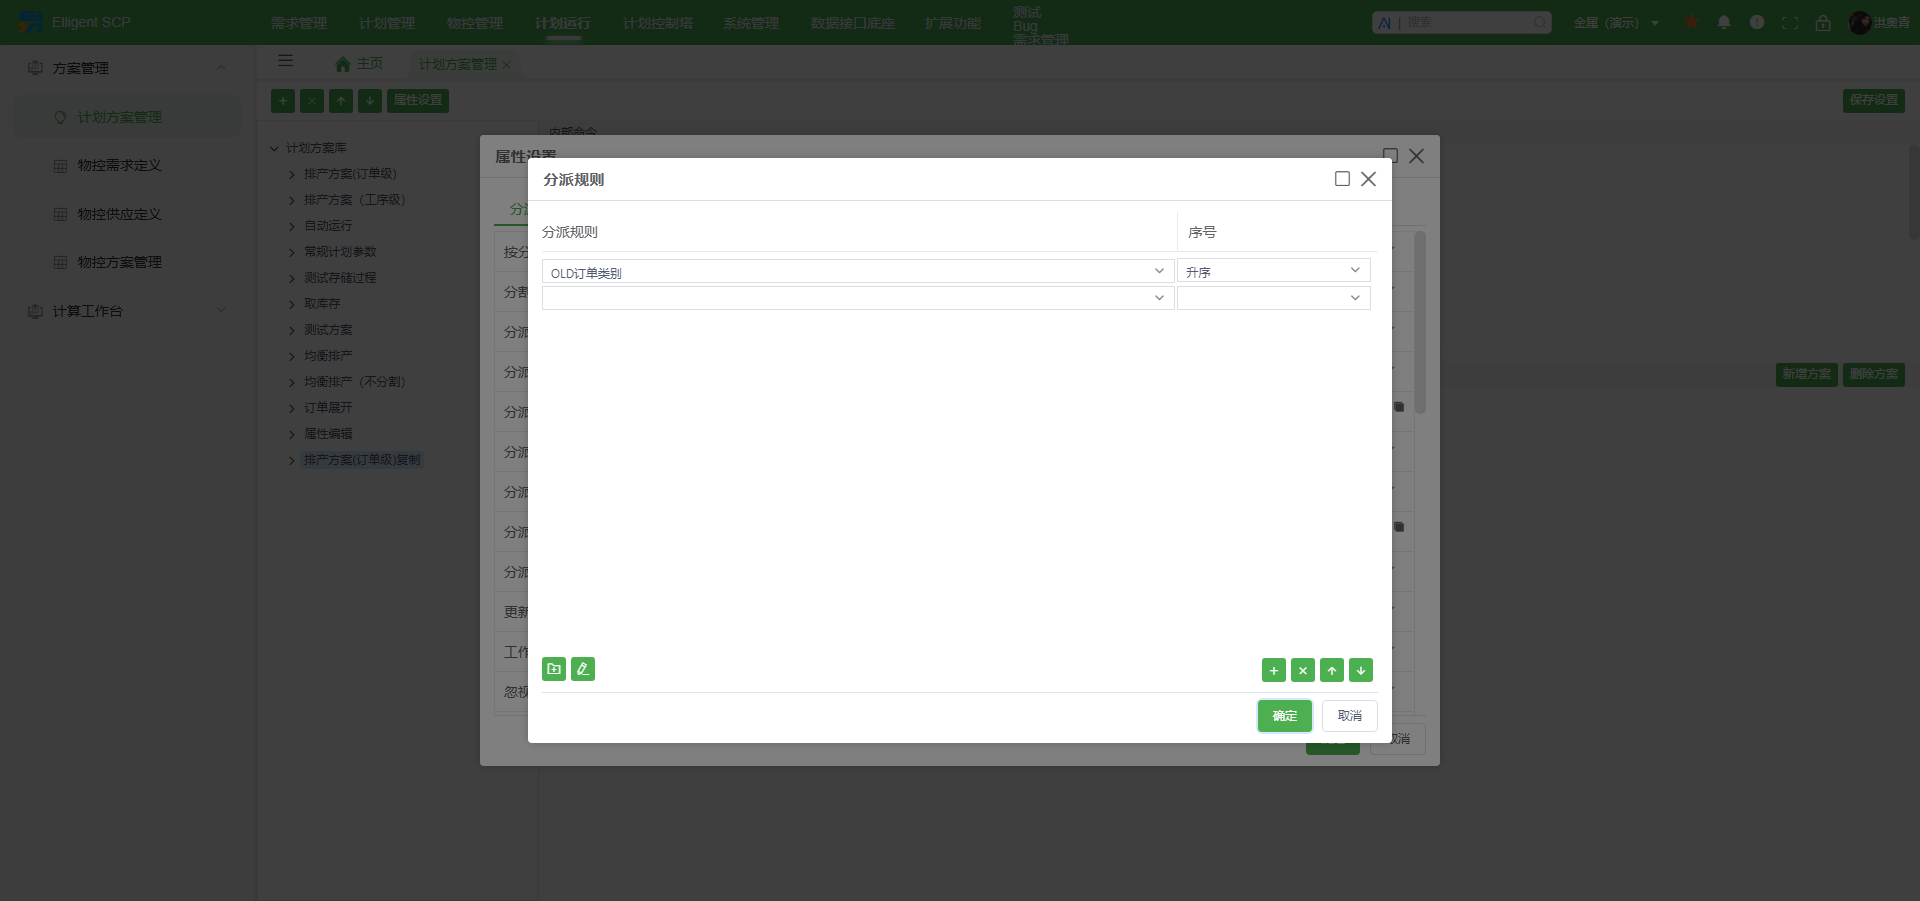 Elligent SCP
需求管理
计划管理
物控管理
计划运行
计划控制塔
系统管理
数据接口底座
扩展功能
测试
Bug
需求管理
搜索
金属（演示）
洪奥青
方案管理
计划方案管理
物控需求定义
物控供应定义
物控方案管理
计算工作台
主页
计划方案管理
属性设置
保存设置
计划方案库
排产方案(订单级)
排产方案（工序级）
自动运行
常规计划参数
测试存储过程
取库存
测试方案
均衡排产
均衡排产（不分割）
订单展开
属性编辑
排产方案(订单级)复制
内部命令
新增方案
删除方案
属性设置
分派规则
分派规则
序号
OLD订单类别
升序
按分
分割
分派
分派
分派
分派
分派
分派
分派
更新
工作
忽视
确定
取消
取消